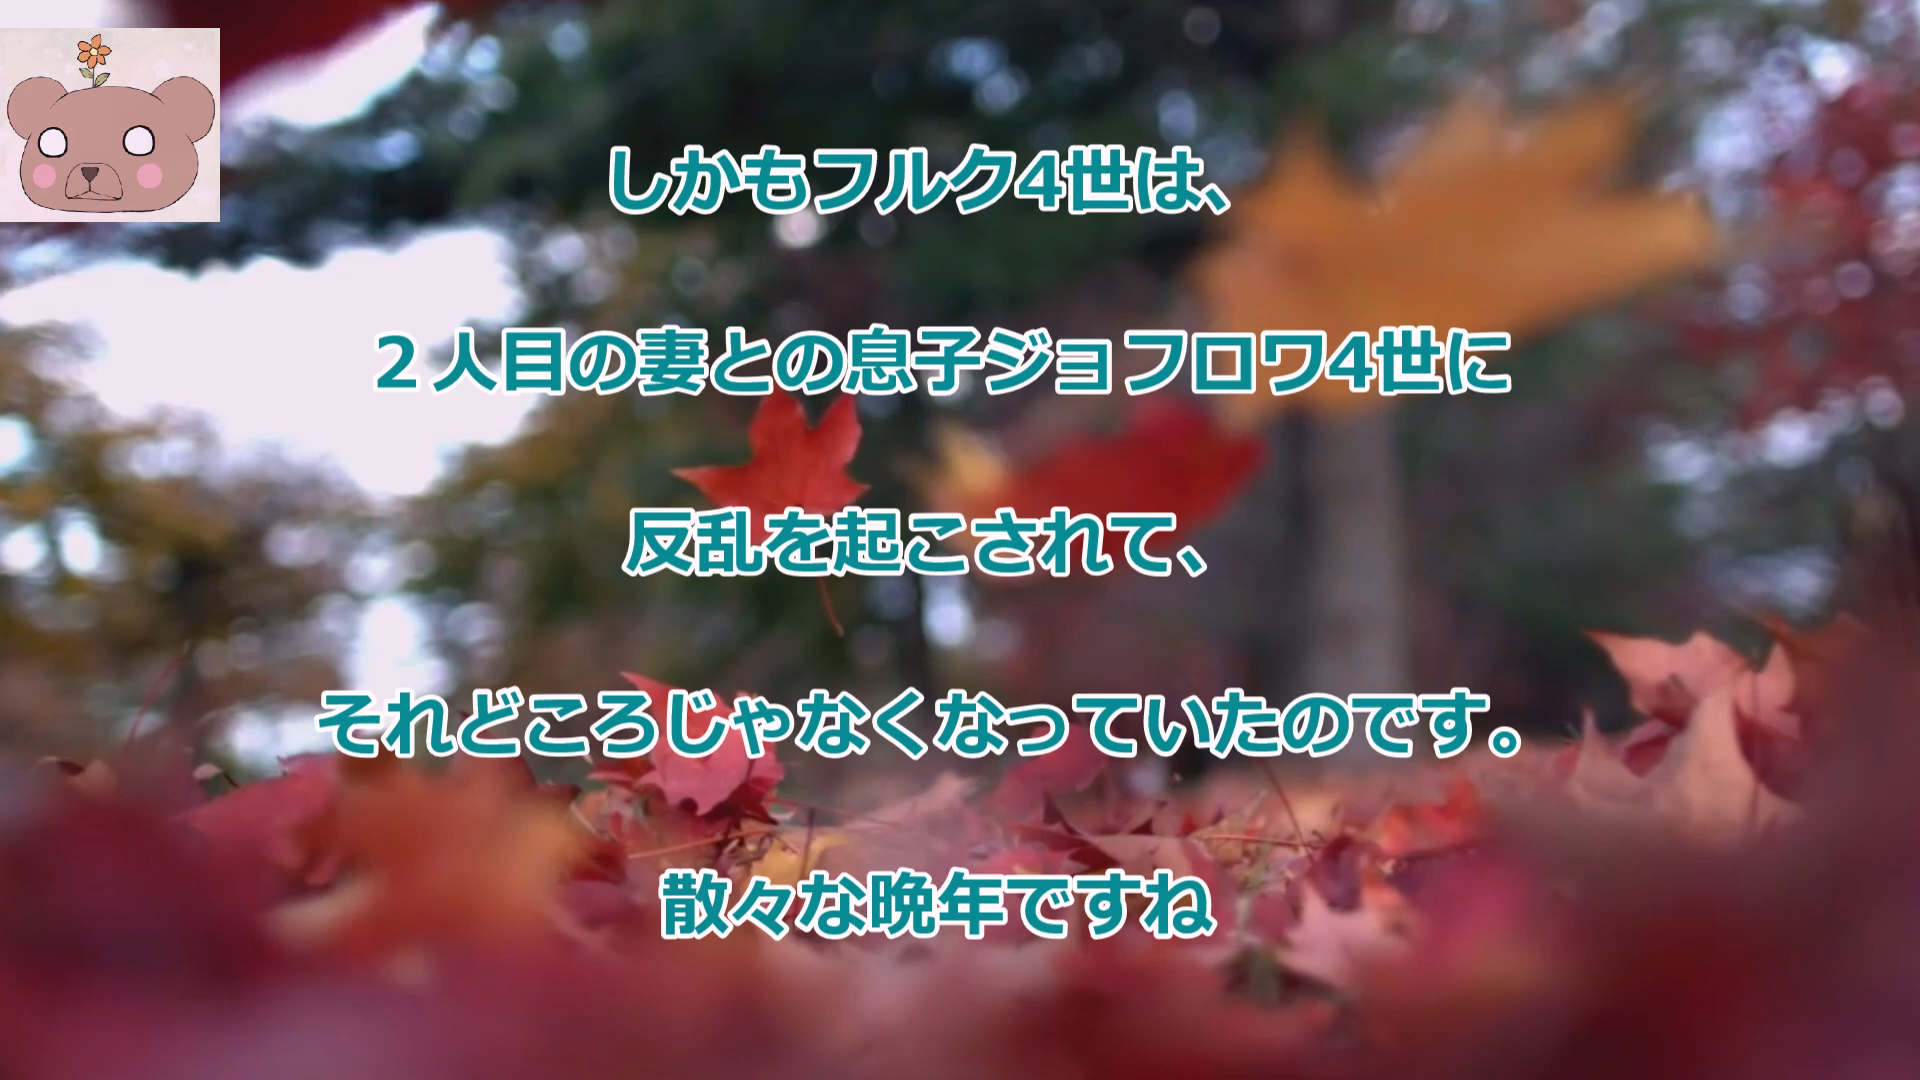 しかもフルク4世は、
２人目の妻との息子ジョフロワ4世に
反乱を起こされて、
それどころじゃなくなっていたのです。
散々な晩年ですね